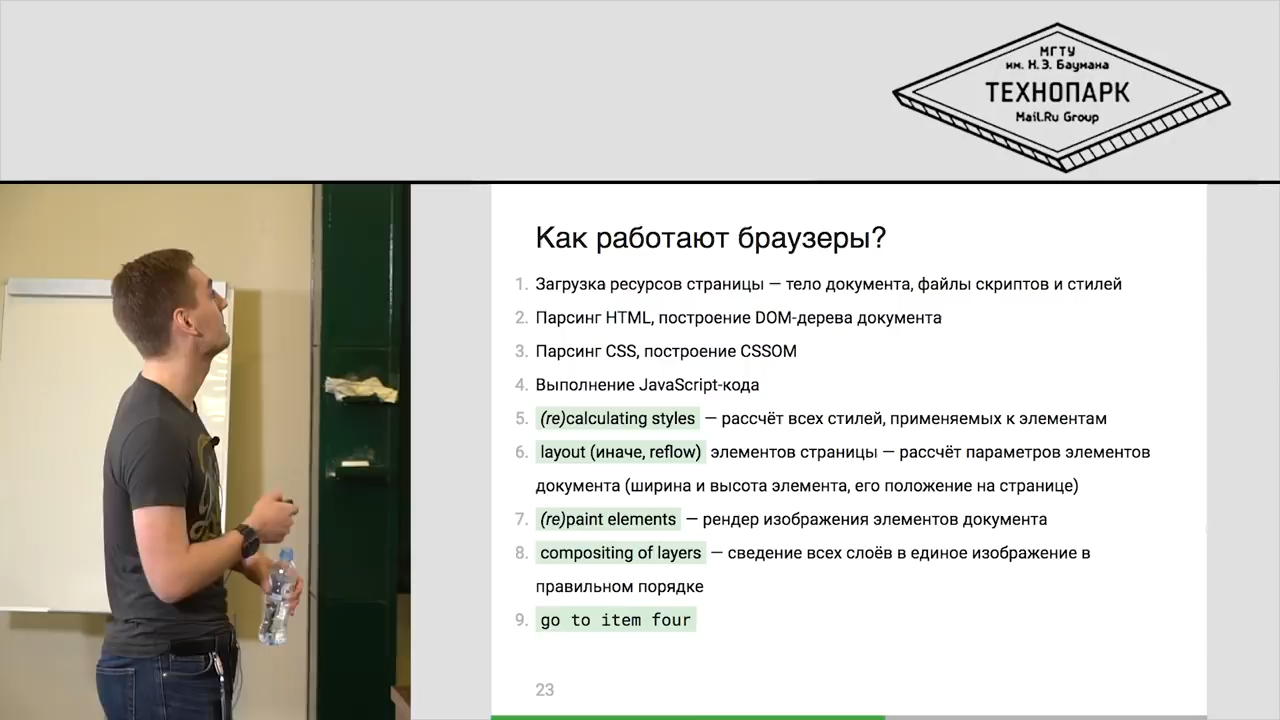 МГТУ
им. Н.Э. Баумана
ТЕХНОПАРК
Mail.Ru Group
Как работают браузеры?
1. Загрузка ресурсов страницы — тело документа, файлы скриптов и стилей
2. Парсинг HTML, построение DOM-дерева документа
3. Парсинг CSS, построение CSSOM
4. Выполнение JavaScript-кода
5. (re)calculating styles — рассчёт всех стилей, применяемых к элементам
6. layout (иначе, reflow) элементов страницы — рассчёт параметров элементов
документа (ширина и высота элемента, его положение на странице)
7. (re)paint elements — рендер изображения элементов документа
8. compositing of layers — сведение всех слоёв в единое изображение в
правильном порядке
9. go to item four
23